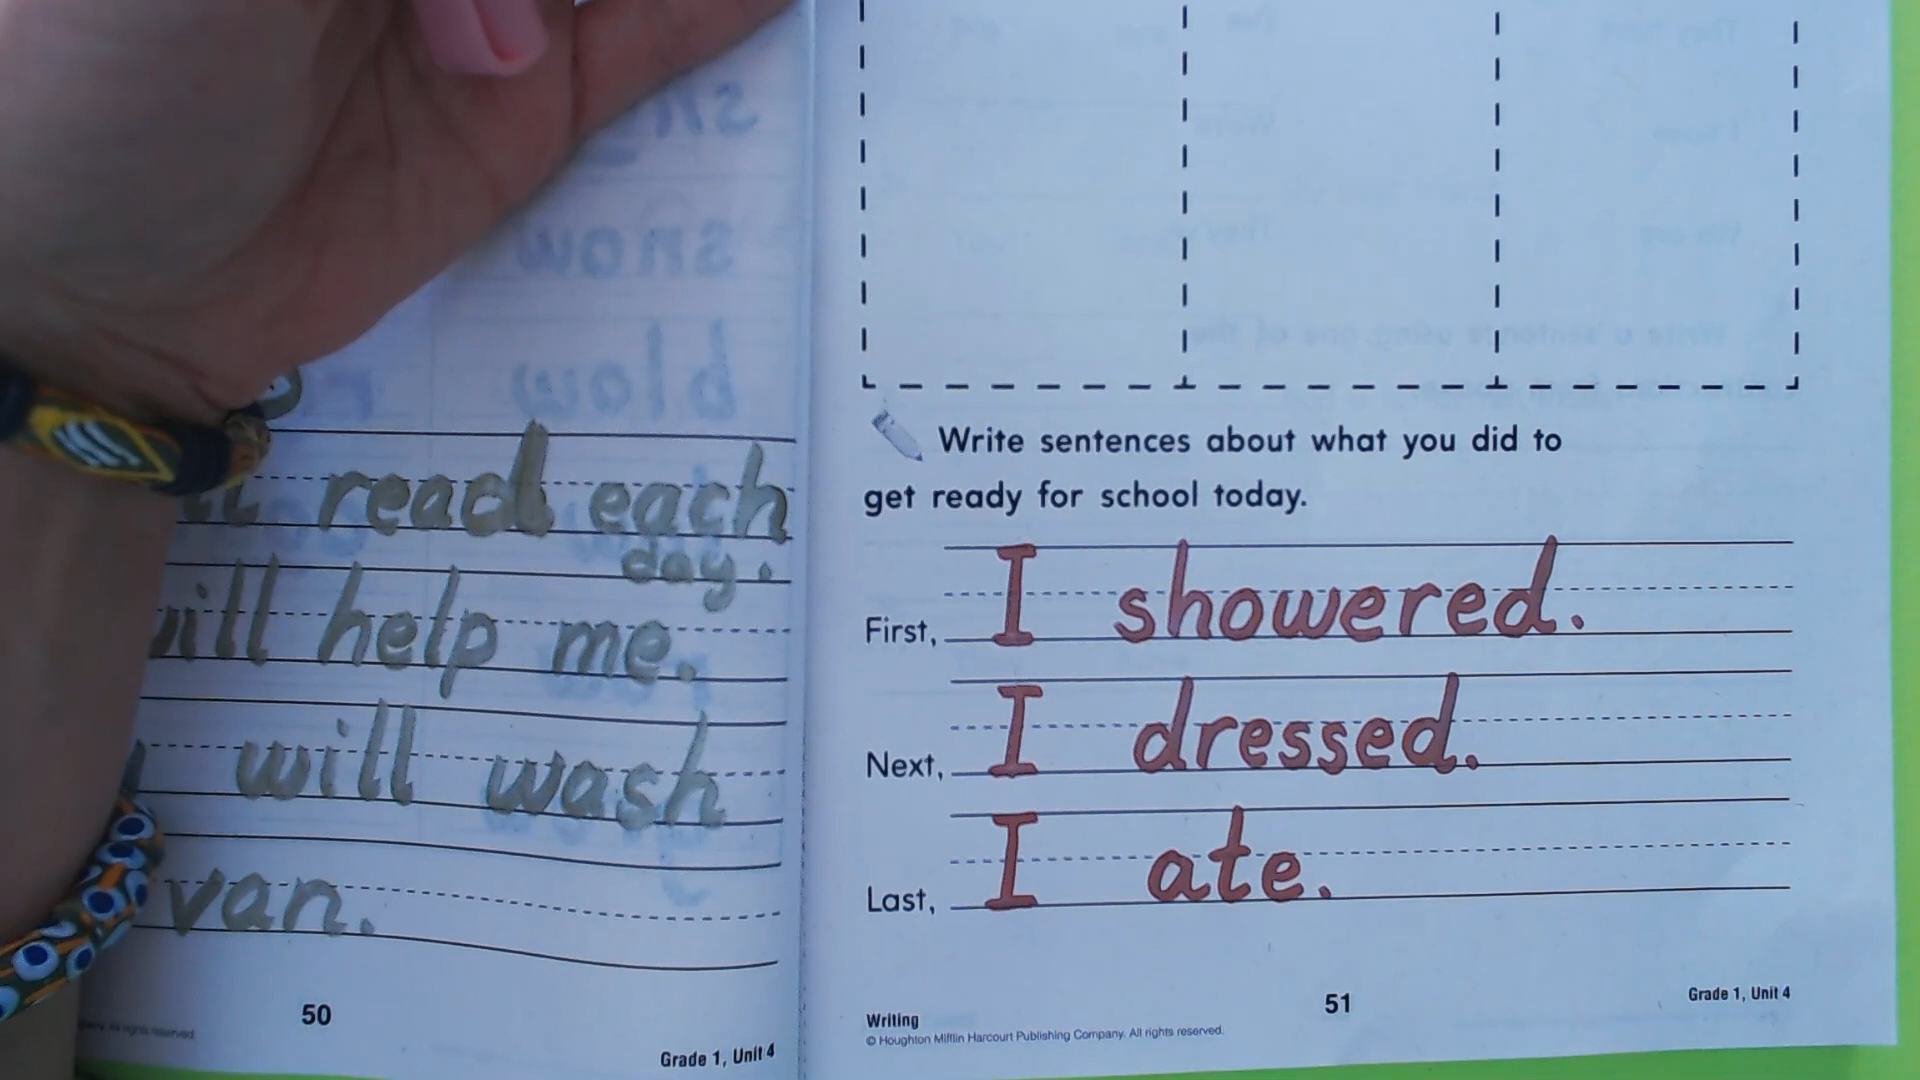 read each
day.
will help me.
will wash
van.
50
Grade 1, Unit 4
Write sentences about what you did to
get ready for school today.
First, I showered.
Next, I dressed.
Last, I ate.
Writing
51
Grade 1, Unit 4
© Houghton Mifflin Harcourt Publishing Company. All rights reserved.